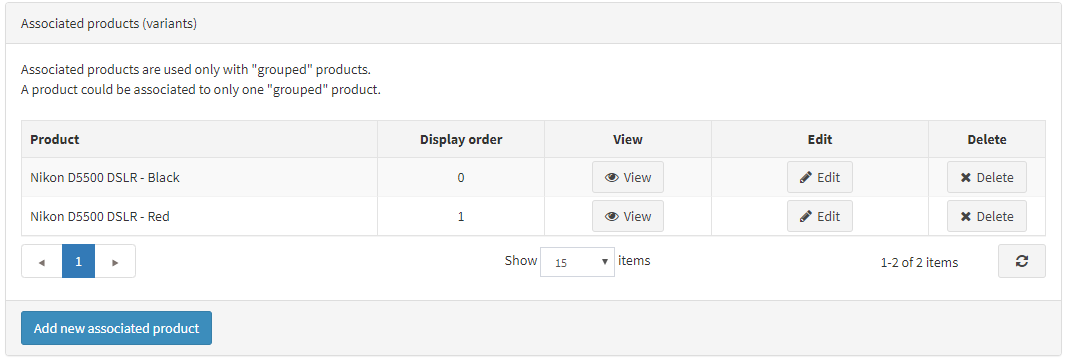 Associated products (variants)
Associated products are used only with "grouped" products.
A product could be associated to only one "grouped" product.
Product Display order View Edit Delete
Nikon D5500 DSLR - Black 0 View Edit Delete
Nikon D5500 DSLR - Red 1 View Edit Delete
1 Show 15 items 1-2 of 2 items
Add new associated product